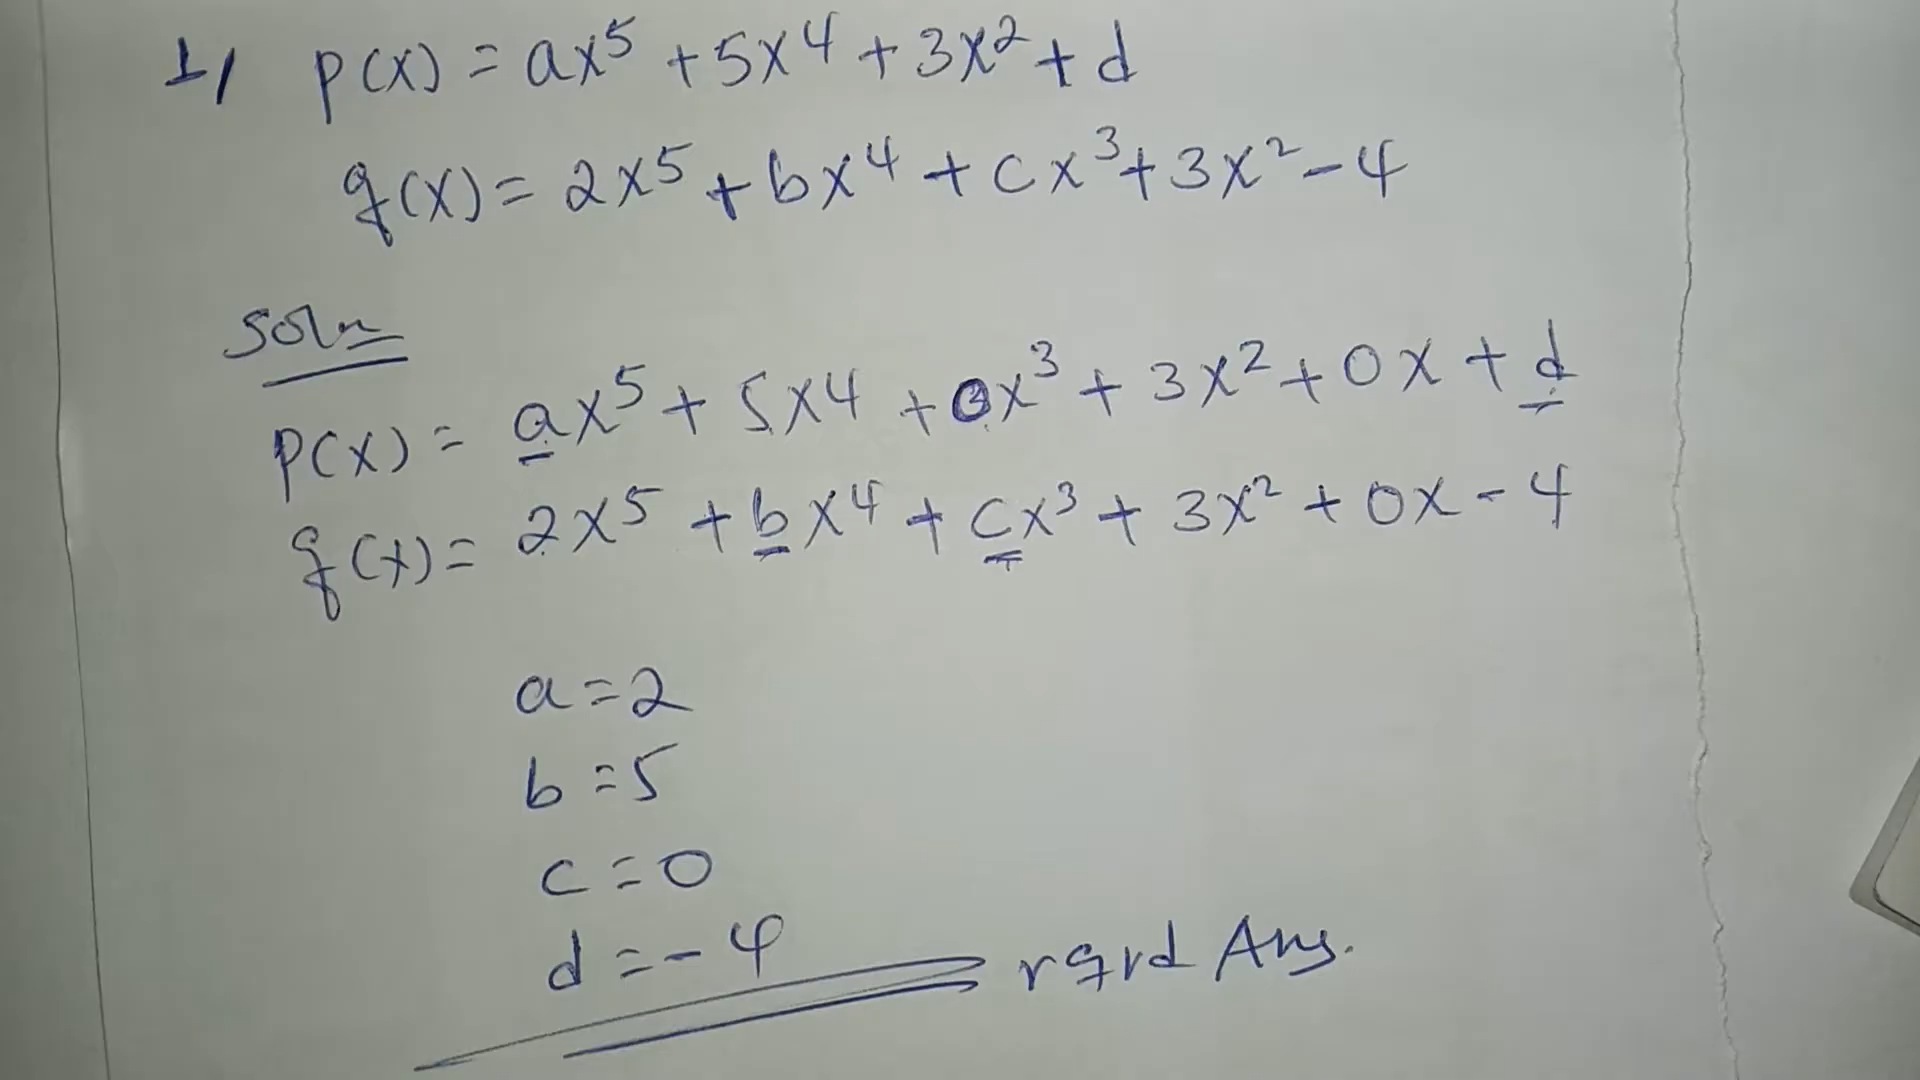 1/ p(x) = ax⁵ + 5x⁴ + 3x² + d
q(x) = 2x⁵ + bx⁴ + cx³ + 3x² - 4
Soln
p(x) = ax⁵ + 5x4 + 0x³ + 3x² + 0x + d
q(x) = 2x⁵ + bx⁴ + cx³ + 3x² + 0x - 4
a = 2
b = 5
c = 0
d = - 4 rqrd Ans.